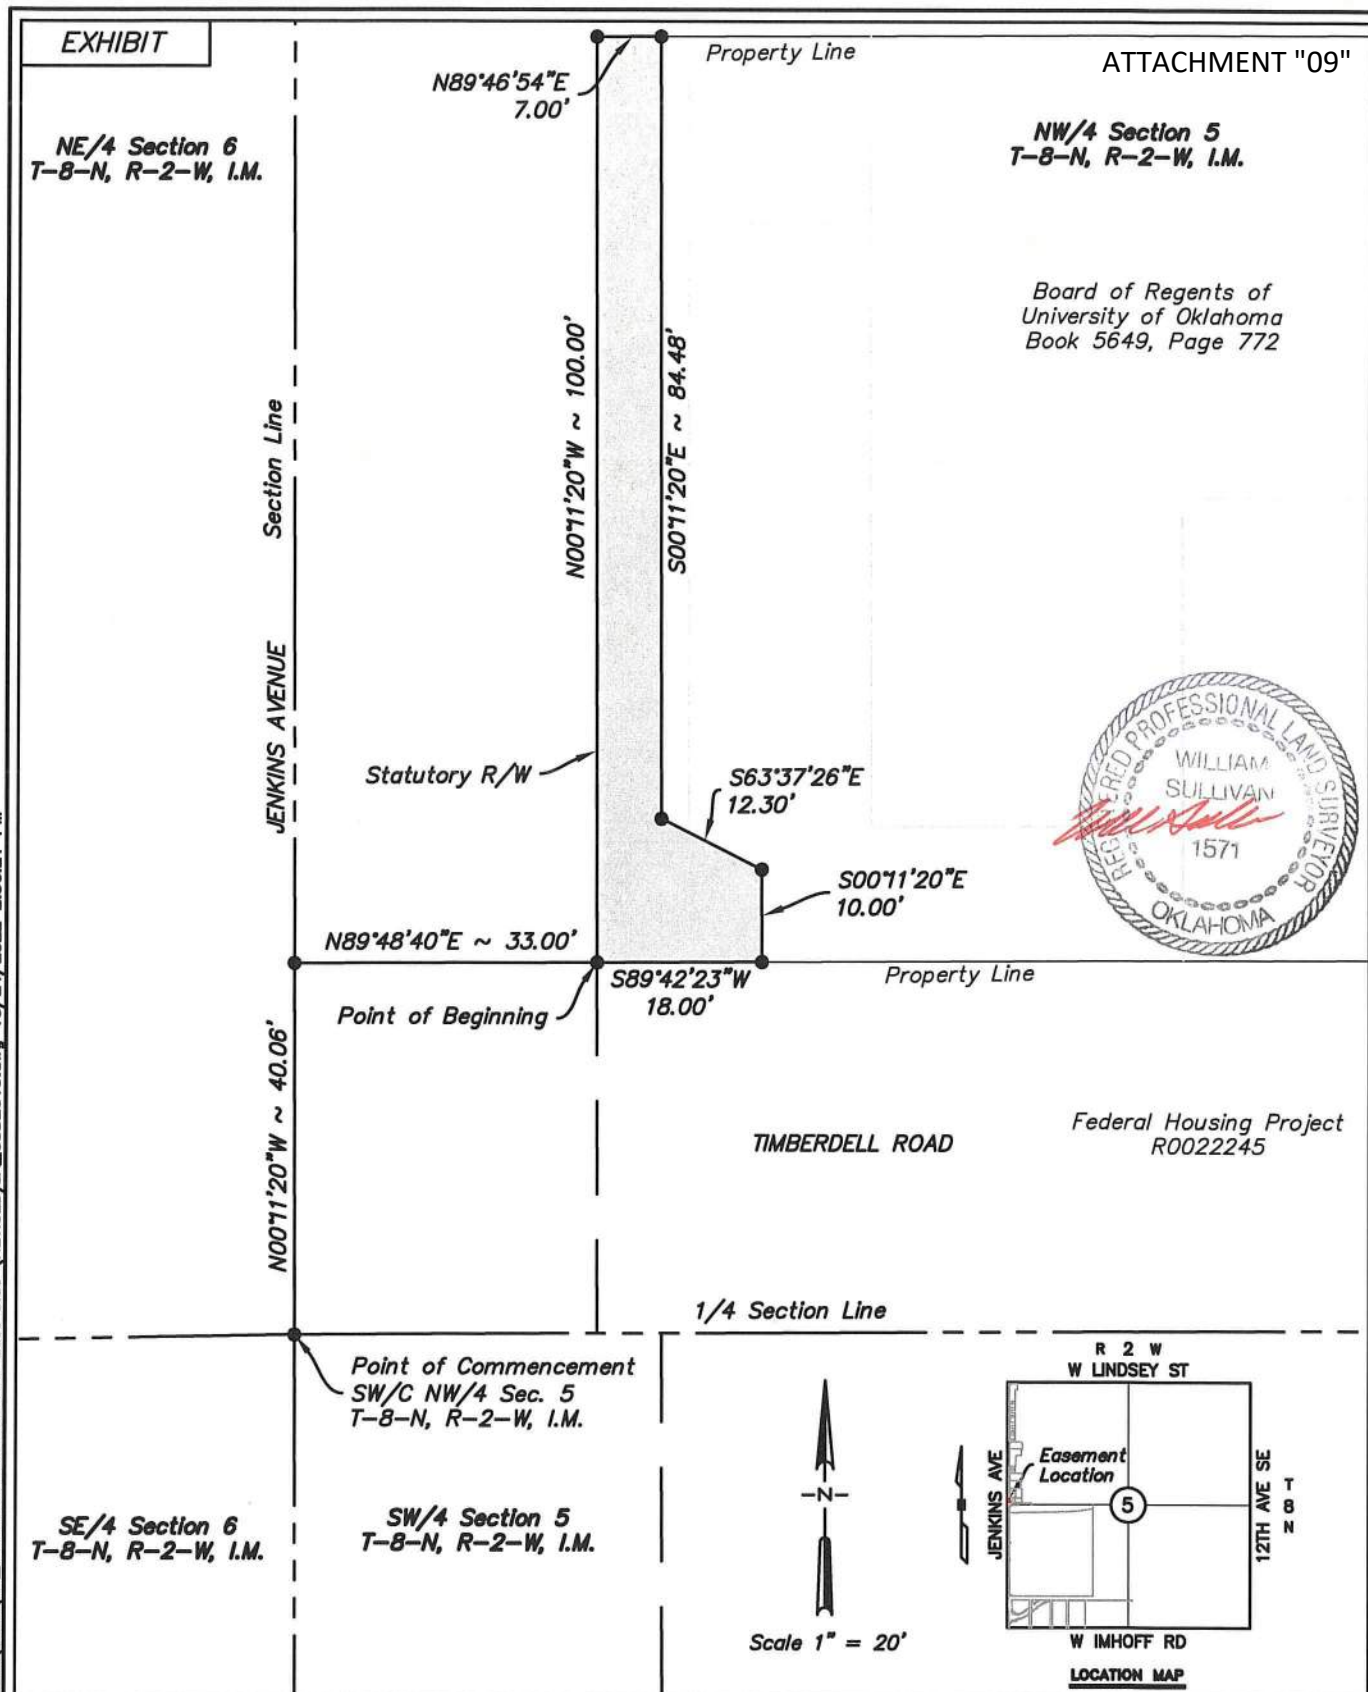 EXHIBIT
ATTACHMENT "09"
Property Line
N89°46'54"E
7.00'
NE/4 Section 6
T-8-N, R-2-W, I.M.
NW/4 Section 5
T-8-N, R-2-W, I.M.
Board of Regents of
University of Oklahoma
Book 5649, Page 772
Section Line
JENKINS AVENUE
N00°11'20"W ~ 100.00'
S00°11'20"E ~ 84.48'
Statutory R/W
S63°37'26"E
12.30'
S00°11'20"E
10.00'
REGISTERED PROFESSIONAL LAND SURVEYOR
WILLIAM
SULLIVAN
1571
OKLAHOMA
N89°48'40"E ~ 33.00'
S89°42'23"W
18.00'
Property Line
Point of Beginning
N00°11'20"W ~ 40.06'
TIMBERDELL ROAD
Federal Housing Project
R0022245
1/4 Section Line
Point of Commencement
SW/C NW/4 Sec. 5
T-8-N, R-2-W, I.M.
SE/4 Section 6
T-8-N, R-2-W, I.M.
SW/4 Section 5
T-8-N, R-2-W, I.M.
-N-
Scale 1" = 20'
R 2 W
W LINDSEY ST
JENKINS AVE
Easement
Location
5
12TH AVE SE
T
8
N
W IMHOFF RD
LOCATION MAP